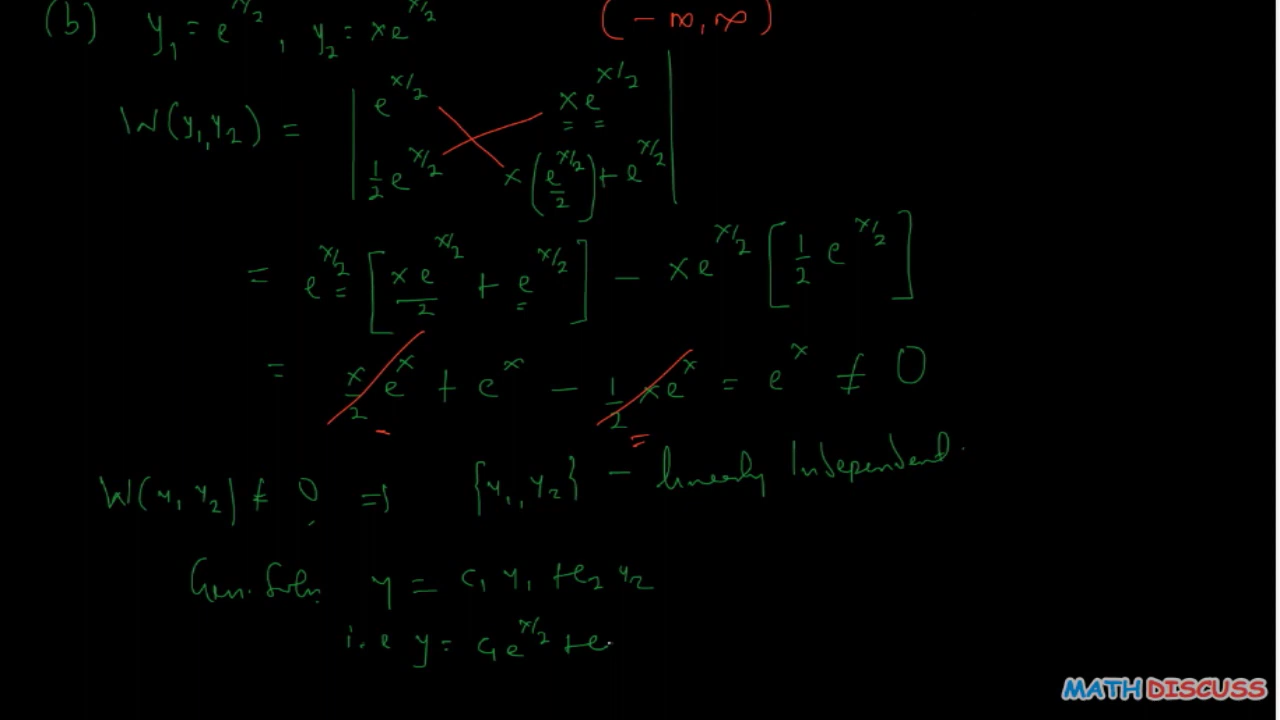 (b) y₁ = e^{x/2}, y₂ = xe^{x/2} (-∞, ∞)
W(y₁, y₂) = | e^{x/2} xe^{x/2} |
| 1/2 e^{x/2} x(e^{x/2}/2) + e^{x/2} |
= e^{x/2} [xe^{x/2}/2 + e^{x/2}] - xe^{x/2} [1/2 e^{x/2}]
= x/2 e^x + e^x - 1/2 xe^x = e^x ≠ 0
W(y₁ y₂) ≠ 0 ⇒ {y₁, y₂} - linearly Independent.
Gen. Soln. y = c₁ y₁ + c₂ y₂
i.e y = c₁e^{x/2} + c
MATH DISCUSS